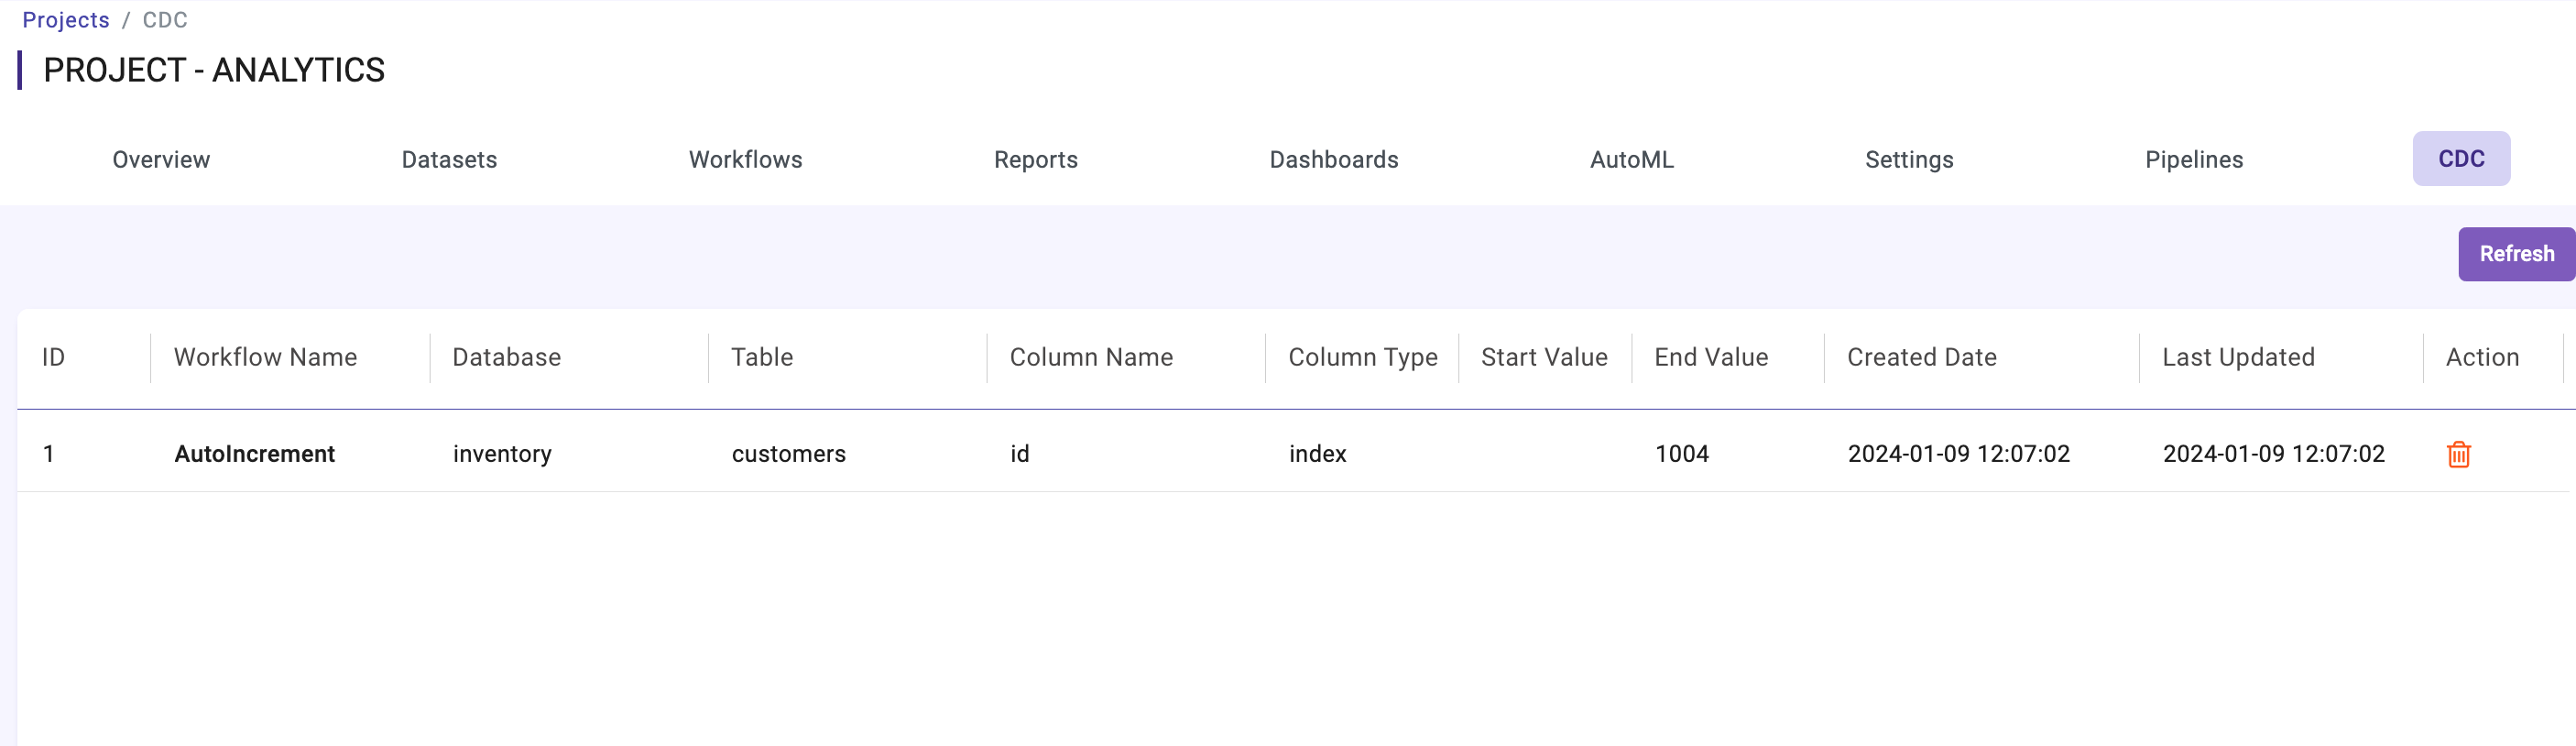 Projects / CDC
PROJECT - ANALYTICS
Overview Datasets Workflows Reports Dashboards AutoML Settings Pipelines CDC
Refresh
ID Workflow Name Database Table Column Name Column Type Start Value End Value Created Date Last Updated Action
1 AutoIncrement inventory customers id index 1004 2024-01-09 12:07:02 2024-01-09 12:07:02